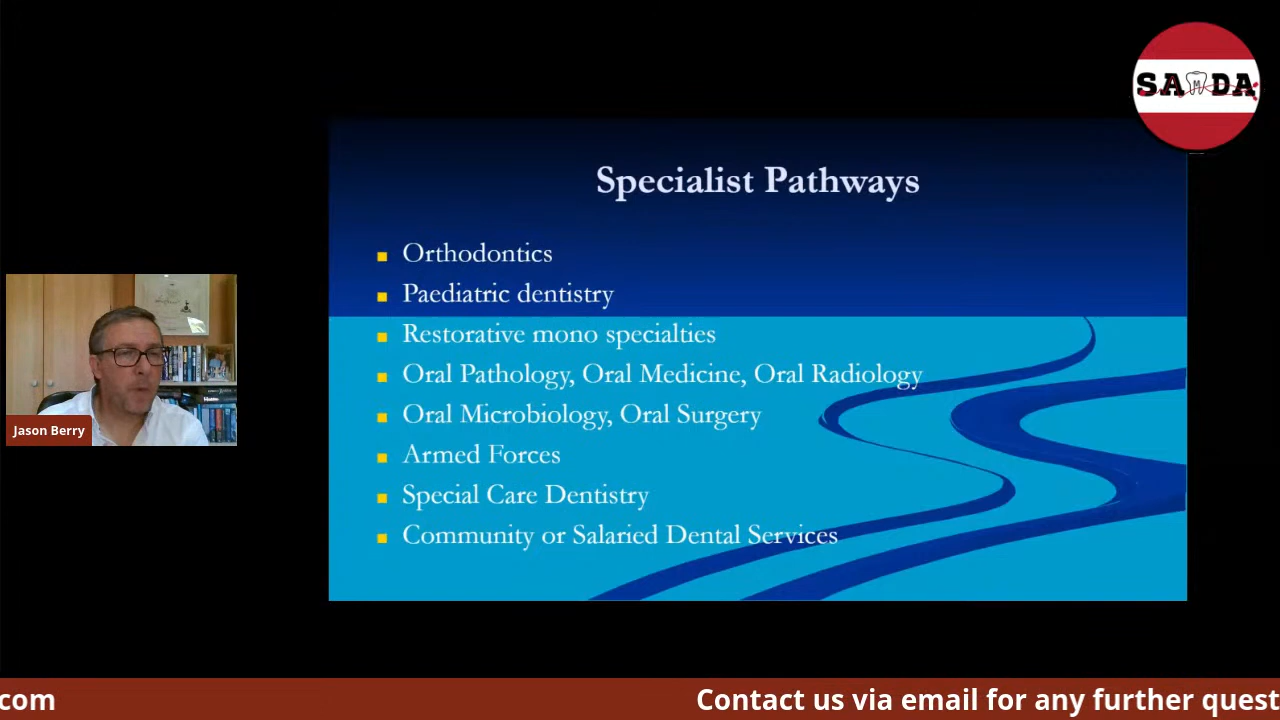 SAMDA
Specialist Pathways
Orthodontics
Paediatric dentistry
Restorative mono specialties
Oral Pathology, Oral Medicine, Oral Radiology
Oral Microbiology, Oral Surgery
Armed Forces
Special Care Dentistry
Community or Salaried Dental Services
Jason Berry
com
Contact us via email for any further quest